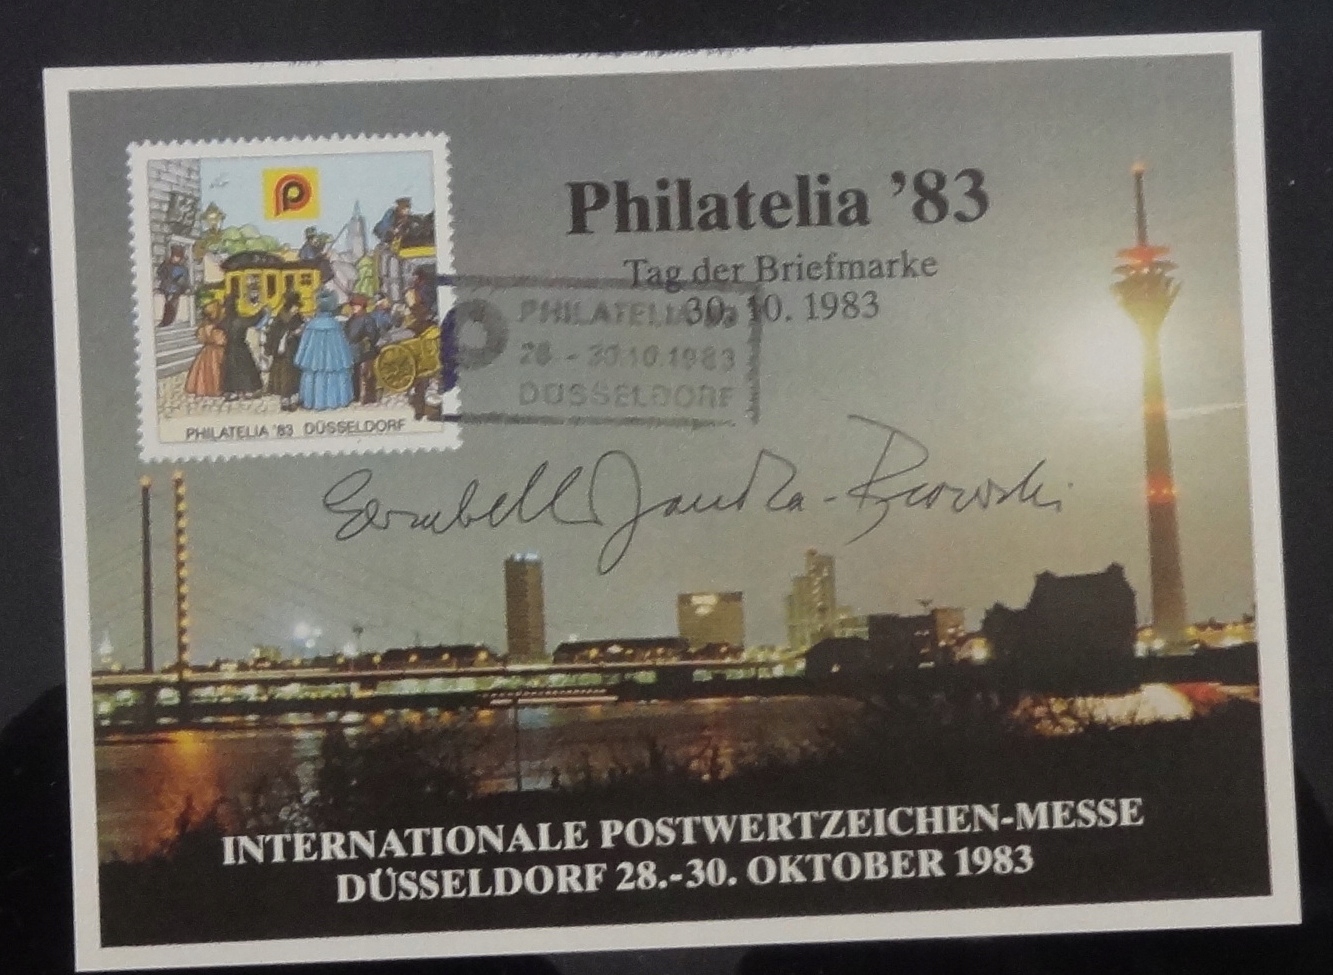 Philatelia ’83
Tag der Briefmarke
30. 10. 1983
PHILATELIA 83
28 - 30.10.1983
DÜSSELDORF
PHILATELIA '83 DÜSSELDORF
INTERNATIONALE POSTWERTZEICHEN-MESSE
DÜSSELDORF 28.-30. OKTOBER 1983